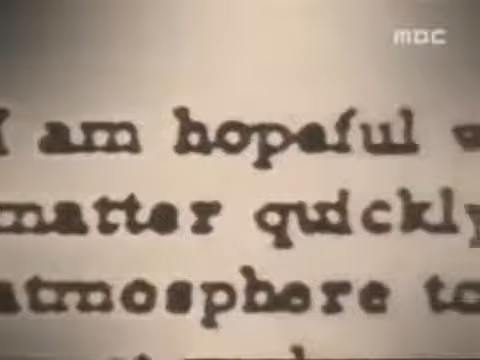 mbc
I am hopeful
matter quickly
atmosphere to